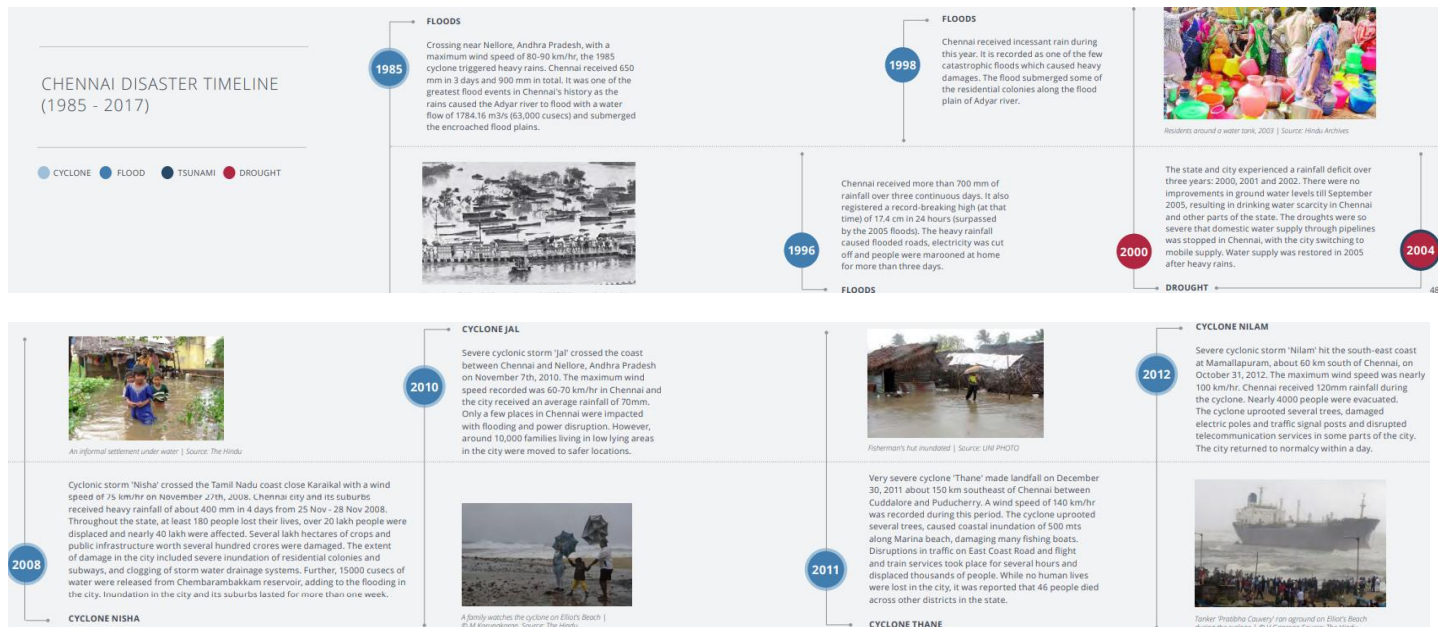 CHENNAI DISASTER TIMELINE
(1985 - 2017)
CYCLONE
FLOOD
TSUNAMI
DROUGHT
FLOODS
1985
Crossing near Nellore, Andhra Pradesh, with a
maximum wind speed of 80-90 km/hr, the 1985
cyclone triggered heavy rains. Chennai received 650
mm in 3 days and 900 mm in total. It was one of the
greatest flood events in Chennai's history as the
rains caused the Adyar river to flood with a water
flow of 1784.16 m3/s (63,000 cusecs) and submerged
the encroached flood plains.
Chennai received more than 700 mm of
rainfall over three continuous days. It also
registered a record-breaking high (at that
time) of 17.4 cm in 24 hours (surpassed
by the 2005 floods). The heavy rainfall
caused flooded roads, electricity was cut
off and people were marooned at home
for more than three days.
1996
FLOODS
FLOODS
1998
Chennai received incessant rain during
this year. It is recorded as one of the few
catastrophic floods which caused heavy
damages. The flood submerged some of
the residential colonies along the flood
plain of Adyar river.
Residents around a water tank, 2003 | Source: Hindu Archives
The state and city experienced a rainfall deficit over
three years: 2000, 2001 and 2002. There were no
improvements in ground water levels till September
2005, resulting in drinking water scarcity in Chennai
and other parts of the state. The droughts were so
severe that domestic water supply through pipelines
was stopped in Chennai, with the city switching to
mobile supply. Water supply was restored in 2005
after heavy rains.
2000
2004
DROUGHT
48
An informal settlement under water | Source: The Hindu
Cyclonic storm 'Nisha' crossed the Tamil Nadu coast close Karaikal with a wind
speed of 75 km/hr on November 27th, 2008. Chennai city and its suburbs
received heavy rainfall of about 400 mm in 4 days from 25 Nov - 28 Nov 2008.
Throughout the state, at least 180 people lost their lives, over 20 lakh people were
displaced and nearly 40 lakh were affected. Several lakh hectares of crops and
public infrastructure worth several hundred crores were damaged. The extent
of damage in the city included severe inundation of residential colonies and
subways, and clogging of storm water drainage systems. Further, 15000 cusecs of
water were released from Chembarambakkam reservoir, adding to the flooding in
the city. Inundation in the city and its suburbs lasted for more than one week.
2008
CYCLONE NISHA
CYCLONE JAL
2010
Severe cyclonic storm 'Jal' crossed the coast
between Chennai and Nellore, Andhra Pradesh
on November 7th, 2010. The maximum wind
speed recorded was 60-70 km/hr in Chennai and
the city received an average rainfall of 70mm.
Only a few places in Chennai were impacted
with flooding and power disruption. However,
around 10,000 families living in low lying areas
in the city were moved to safer locations.
A family watches the cyclone on Elliot's Beach |
Fisherman's hut inundated | Source: UNI PHOTO
Very severe cyclone 'Thane' made landfall on December
30, 2011 about 150 km southeast of Chennai between
Cuddalore and Puducherry. A wind speed of 140 km/hr
was recorded during this period. The cyclone uprooted
several trees, caused coastal inundation of 500 mts
along Marina beach, damaging many fishing boats.
Disruptions in traffic on East Coast Road and flight
and train services took place for several hours and
displaced thousands of people. While no human lives
were lost in the city, it was reported that 46 people died
across other districts in the state.
2011
CYCLONE THANE
CYCLONE NILAM
2012
Severe cyclonic storm 'Nilam' hit the south-east coast
at Mamallapuram, about 60 km south of Chennai, on
October 31, 2012. The maximum wind speed was nearly
100 km/hr. Chennai received 120mm rainfall during
the cyclone. Nearly 4000 people were evacuated.
The cyclone uprooted several trees, damaged
electric poles and traffic signal posts and disrupted
telecommunication services in some parts of the city.
The city returned to normalcy within a day.
Tanker 'Pratibha Cauvery' ran aground on Elliot's Beach